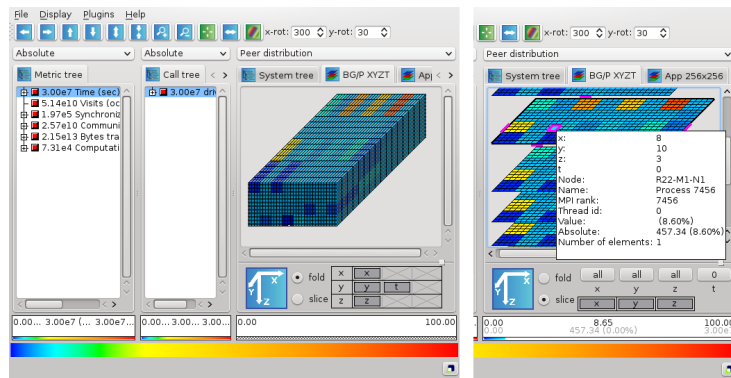 File Display Plugins Help
x-rot: 300 y-rot: 30
Absolute
Absolute
Peer distribution
Metric tree
Call tree
System tree
BG/P XYZT
3.00e7 Time (sec)
5.14e10 Visits (oc
1.97e5 Synchroniz
2.57e10 Communi
2.15e13 Bytes tra
7.31e4 Computati
3.00e7 driv
fold
slice
x x
y y t
z z
X
Y
Z
0.00... 3.00e7 (... 3.00e7...
0.00... 3.00... 3.00...
0.00 100.00
x-rot: 300 y-rot: 30
Peer distribution
System tree
BG/P XYZT
App 256x256
x: 8
y: 10
z: 3
t: 0
Node: R22-M1-N1
Name: Process 7456
MPI rank: 7456
Thread id: 0
Value: (8.60%)
Absolute: 457.34 (8.60%)
Number of elements: 1
X
Y
Z
fold
slice
all all all 0
x y z t
x y z
0.00 8.65 100.00
0.00 457.34 (0.00%) 3.00e